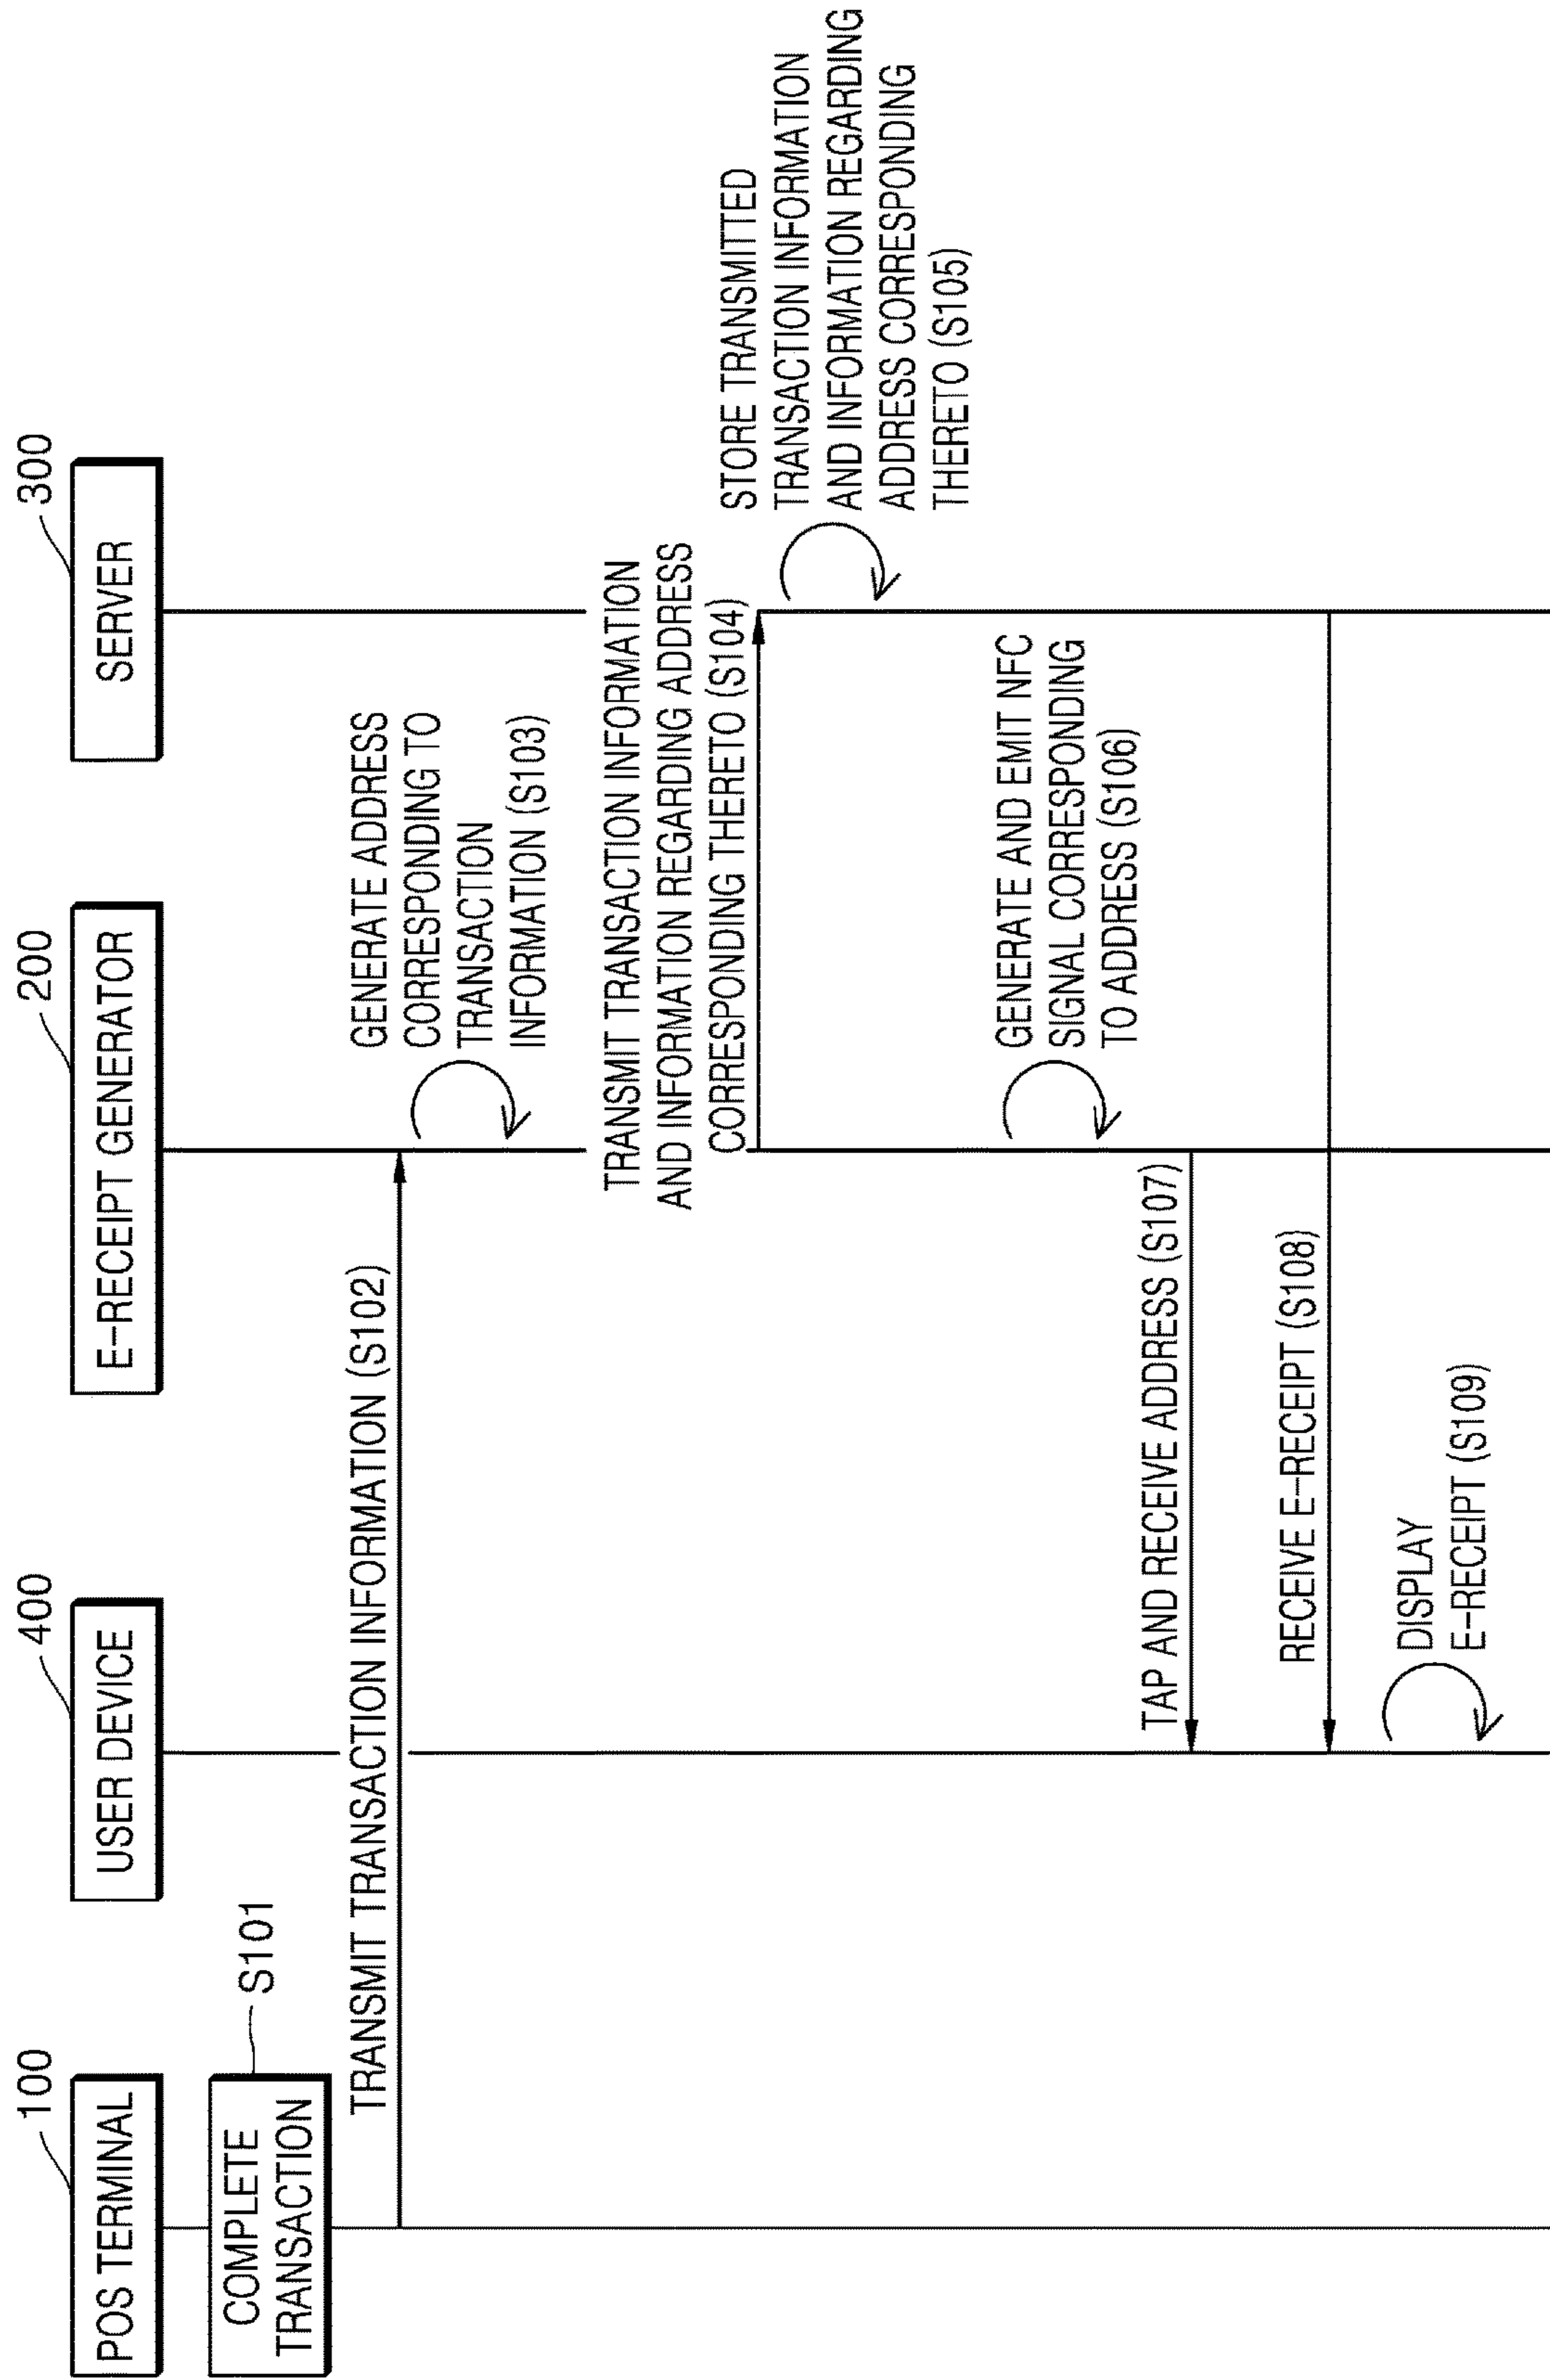 100
400
200
300
POS TERMINAL
USER DEVICE
E-RECEIPT GENERATOR
SERVER
COMPLETE
TRANSACTION
S101
TRANSMIT TRANSACTION INFORMATION (S102)
GENERATE ADDRESS
CORRESPONDING TO
TRANSACTION
INFORMATION (S103)
TRANSMIT TRANSACTION INFORMATION
AND INFORMATION REGARDING ADDRESS
CORRESPONDING THERETO (S104)
STORE TRANSMITTED
TRANSACTION INFORMATION
AND INFORMATION REGARDING
ADDRESS CORRESPONDING
THERETO (S105)
GENERATE AND EMIT NFC
SIGNAL CORRESPONDING
TO ADDRESS (S106)
TAP AND RECEIVE ADDRESS (S107)
RECEIVE E-RECEIPT (S108)
DISPLAY
E-RECEIPT (S109)